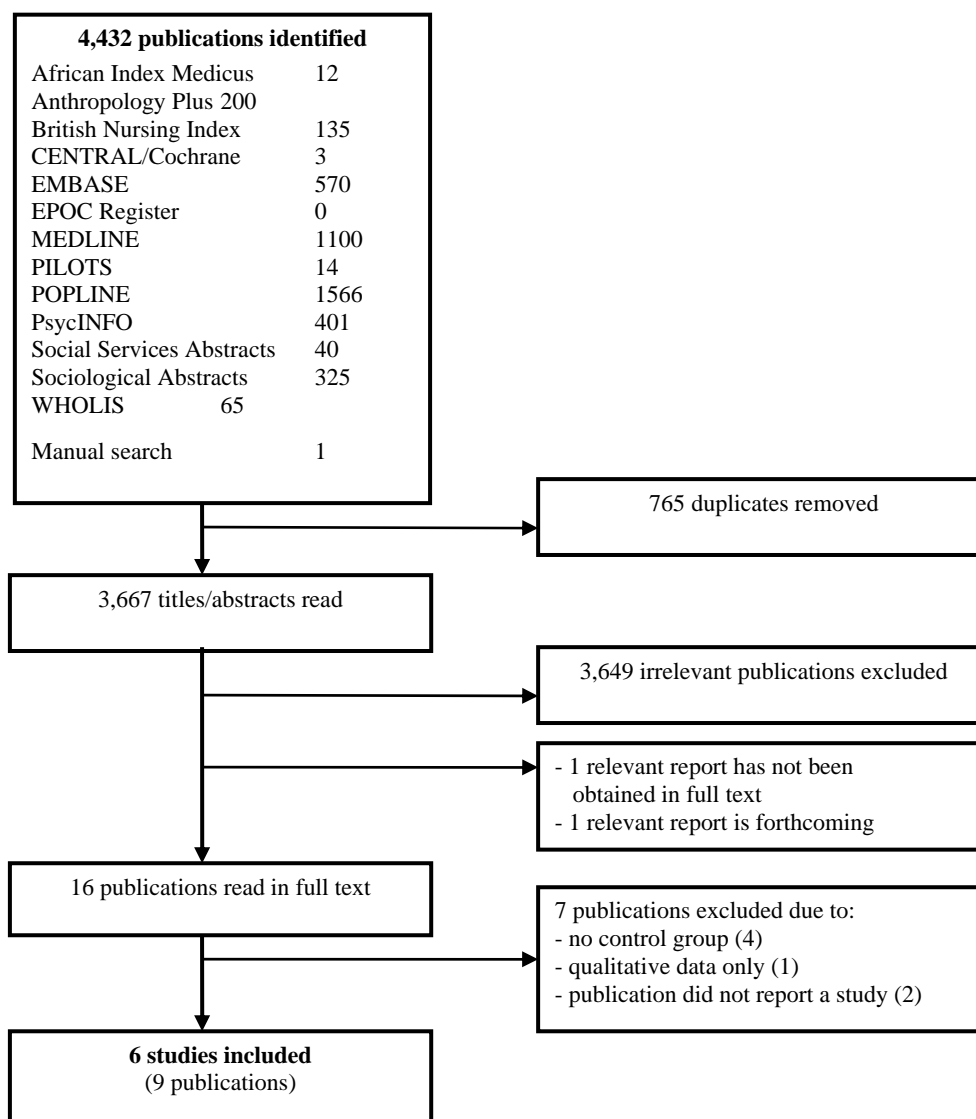 4,432 publications identified
African Index Medicus 12
Anthropology Plus 200
British Nursing Index 135
CENTRAL/Cochrane 3
EMBASE 570
EPOC Register 0
MEDLINE 1100
PILOTS 14
POPLINE 1566
PsycINFO 401
Social Services Abstracts 40
Sociological Abstracts 325
WHOLIS 65
Manual search 1
765 duplicates removed
3,667 titles/abstracts read
3,649 irrelevant publications excluded
- 1 relevant report has not been
obtained in full text
- 1 relevant report is forthcoming
16 publications read in full text
7 publications excluded due to:
- no control group (4)
- qualitative data only (1)
- publication did not report a study (2)
6 studies included
(9 publications)